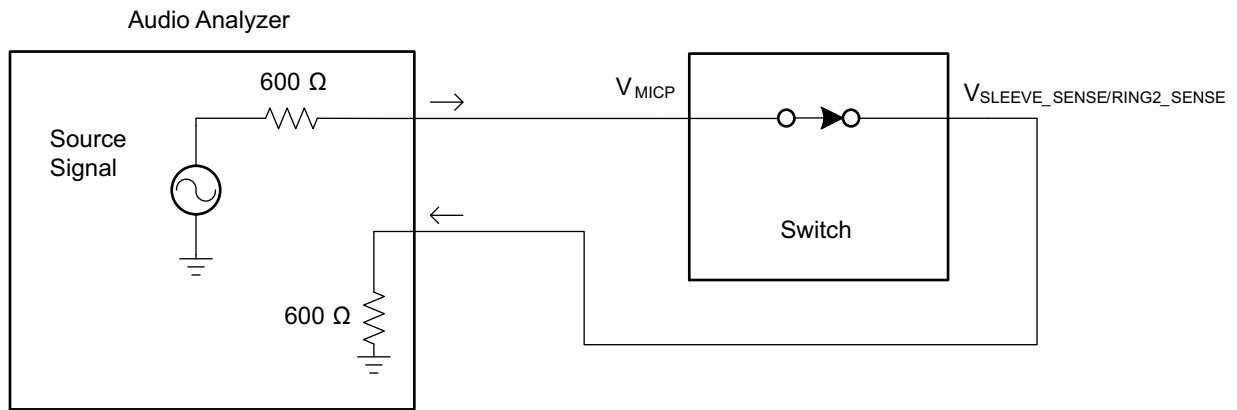 Audio Analyzer
600 Ω
Source
Signal
V MICP
VSLEEVE_SENSE/RING2_SENSE
Switch
600 Ω